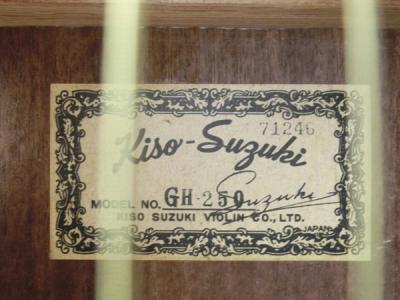 71246
Kiso-Suzuki
MODEL NO. GH-250 Suzuki
KISO SUZUKI VIOLIN CO., LTD.
JAPAN